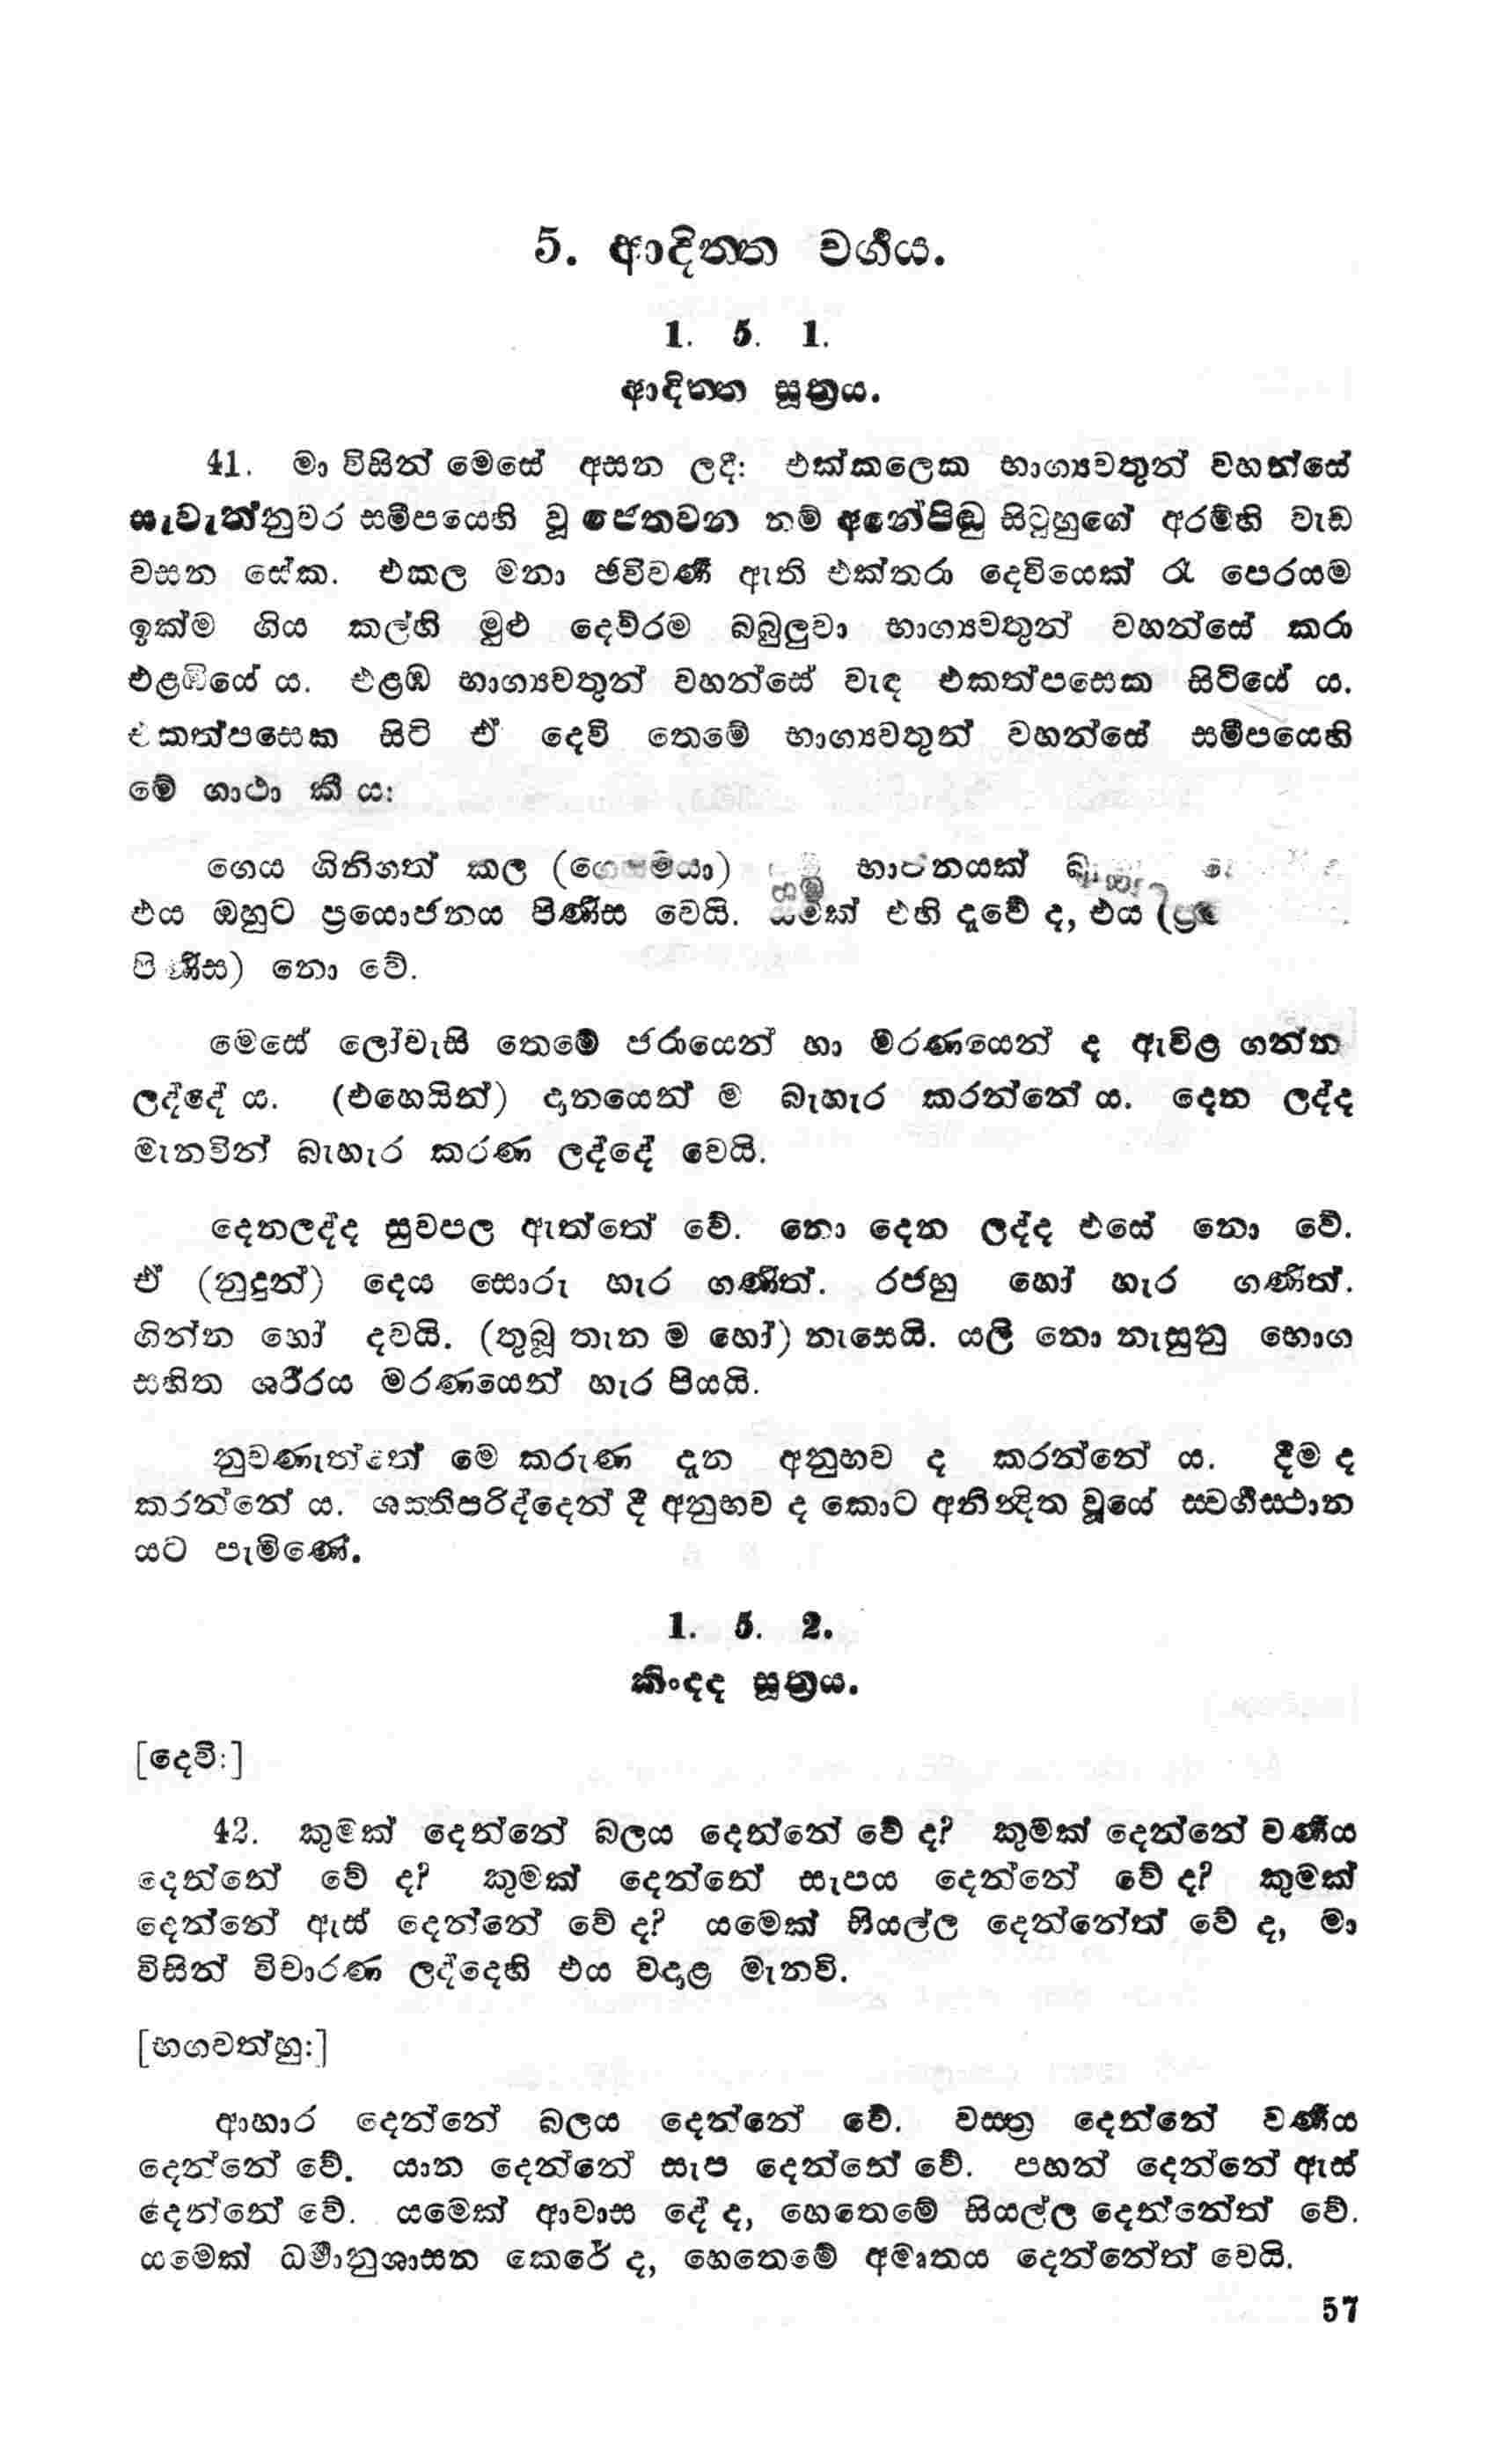 5. ආදිත්ත වර්‍ගය.
1. 5. 1.
ආදිත්ත සූත්‍රය.
41. මා විසින් මෙසේ අසන ලදී: එක්කලෙක භාග්‍යවතුන් වහන්සේ
සැවැත්නුවර සමීපයෙහි වූ ජේතවන නම් අනේපිඬු සිටුහුගේ අරම්හි වැඩ
වසන සේක. එකල මනා ඡවිවර්‍ණ ඇති එක්තරා දෙවියෙක් රෑ පෙරයම
ඉක්ම ගිය කල්හි මුළු දෙව්රම බබුලුවා භාග්‍යවතුන් වහන්සේ කරා
එළඹියේ ය. එළඹ භාග්‍යවතුන් වහන්සේ වැඳ එකත්පසෙක සිටියේ ය.
එකත්පසෙක සිටි ඒ දෙවි තෙමේ භාග්‍යවතුන් වහන්සේ සමීපයෙහි
මේ ගාථා කී ය:
ගෙය ගිනිගත් කල (ගෙහිමියා) යම් භාජනයක්
එය ඔහුට ප්‍රයොජනය පිණිස වෙයි. යමක් එහි දැවේ ද, එය
පිණිස) නො වේ.
මෙසේ ලෝවැසි තෙමේ ජරායෙන් හා මරණයෙන් ද ඇවිළ ගන්නා
ලද්දේ ය. (එහෙයින්) දානයෙන් ම බැහැර කරන්නේ ය. දෙන ලද්ද
මැනවින් බැහැර කරණ ලද්දේ වෙයි.
දෙනලද්ද සුවපල ඇත්තේ වේ. නො දෙන ලද්ද එසේ නො වේ.
ඒ (නුදුන්) දෙය සොරු හැර ගණිත්. රජහු හෝ හැර ගණිත්.
ගින්න හෝ දවයි. (තුබූ තැන ම හෝ) නැසෙයි. යලි නො නැසුනු භොග
සහිත ශරීරය මරණයෙන් හැර පියයි.
නුවණැත්තේ මෙ කරුණ දැන අනුභව ද කරන්නේ ය. දීම ද
කරන්නේ ය. ශක්තිපරිද්දෙන් දී අනුභව ද කොට අනින්‍දිත වූයේ ස්වර්‍ගස්ථාන
යට පැමිණේ.
1. 5. 2.
කිංදද සූත්‍රය.
[දෙවි:]
42. කුමක් දෙන්නේ බලය දෙන්නේ වේ ද? කුමක් දෙන්නේ වර්‍ණය
දෙන්නේ වේ ද? කුමක් දෙන්නේ සැපය දෙන්නේ වේ ද? කුමක්
දෙන්නේ ඇස් දෙන්නේ වේ ද? යමෙක් සියල්ල දෙන්නේත් වේ ද, මා
විසින් විචාරණ ලද්දෙහි එය වදාළ මැනවි.
[භගවත්හු:]
ආහාර දෙන්නේ බලය දෙන්නේ වේ. වස්ත්‍ර දෙන්නේ වර්‍ණය
දෙන්නේ වේ. යාන දෙන්නේ සැප දෙන්නේ වේ. පහන් දෙන්නේ ඇස්
දෙන්නේ වේ. යමෙක් ආවාස දේ ද, හෙතෙමේ සියල්ල දෙන්නේත් වේ.
යමෙක් ධර්‍මානුශාසන කෙරේ ද, හෙතෙමේ අමෘතය දෙන්නේත් වෙයි.
57